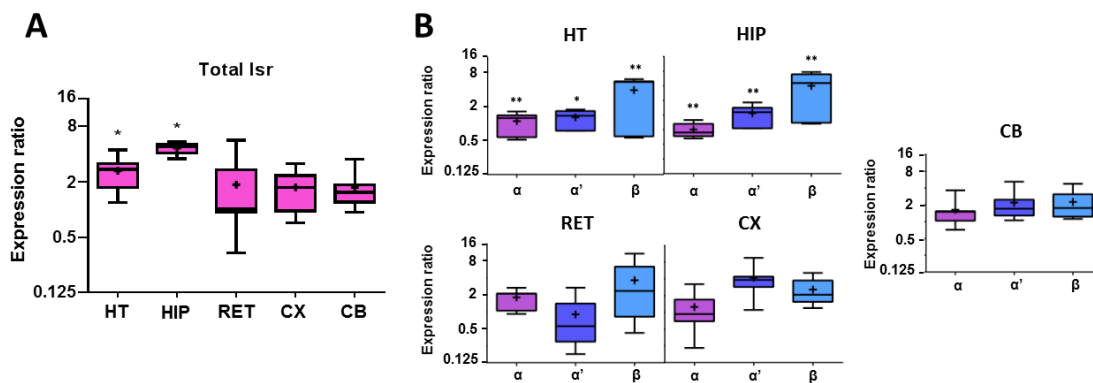 A
Total Isr
Expression ratio
16
8
2
0.5
0.125
* *
HT HIP RET CX CB
B
HT HIP
Expression ratio
16
8
2
0.5
0.125
** * ** ** ** **
α α’ β α α’ β
RET CX
Expression ratio
16
8
2
0.5
0.125
α α’ β α α’ β
CB
Expression ratio
16
8
2
0.5
0.125
α α’ β